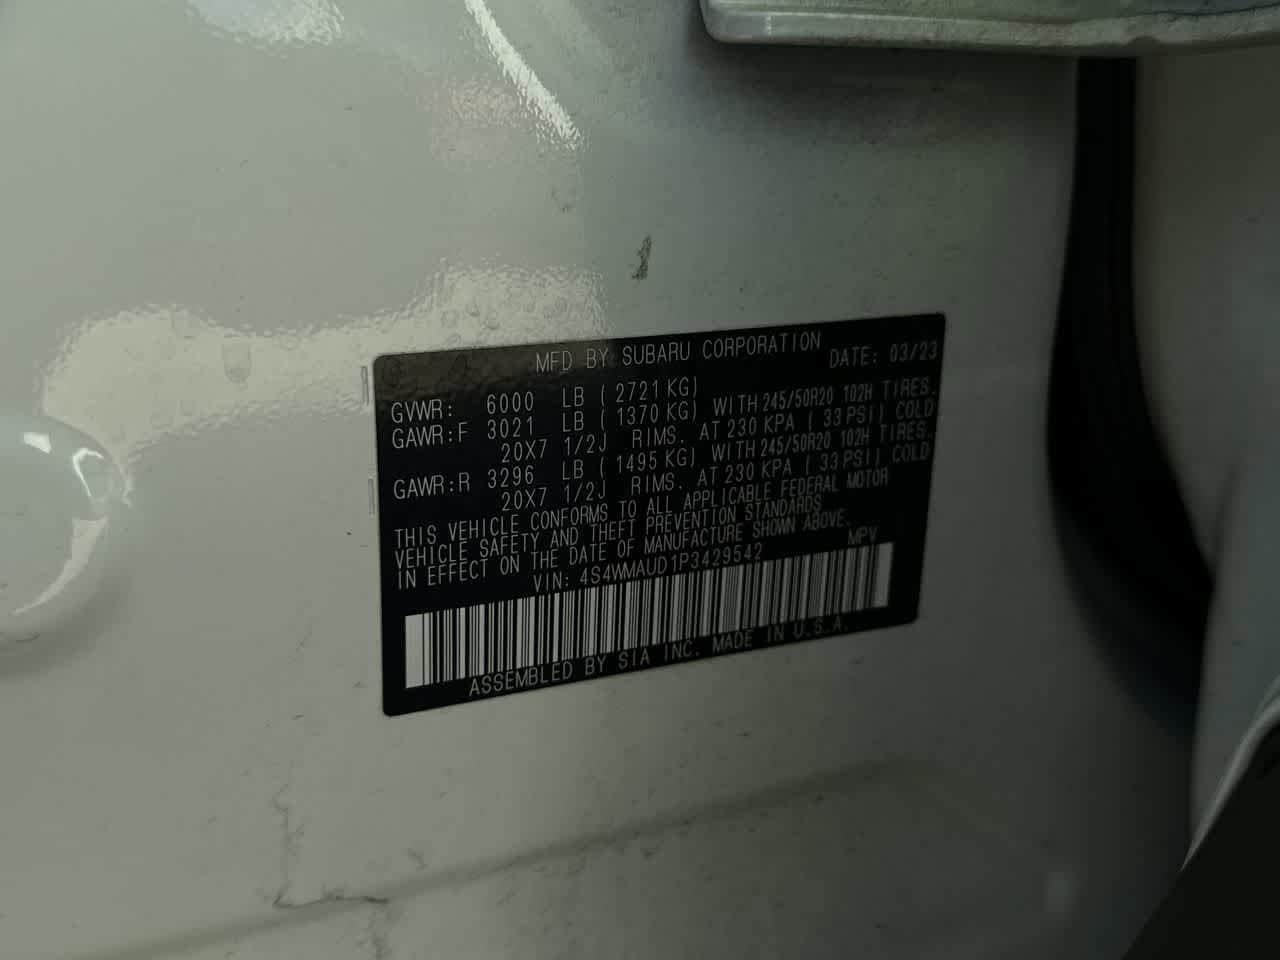 MFD BY SUBARU CORPORATION
DATE: 03/23
GVWR: 6000 LB ( 2721 KG)
GAWR:F 3021 LB ( 1370 KG) WITH 245/50R20 102H TIRES.
20X7 1/2J RIMS. AT 230 KPA ( 33 PSI) COLD
GAWR:R 3296 LB ( 1495 KG) WITH 245/50R20 102H TIRES.
20X7 1/2J RIMS. AT 230 KPA ( 33 PSI) COLD
THIS VEHICLE CONFORMS TO ALL APPLICABLE FEDERAL MOTOR
VEHICLE SAFETY AND THEFT PREVENTION STANDARDS
IN EFFECT ON THE DATE OF MANUFACTURE SHOWN ABOVE.
VIN: 4S4WMAUD1P3429542 MPV
ASSEMBLED BY SIA INC. MADE IN U.S.A.